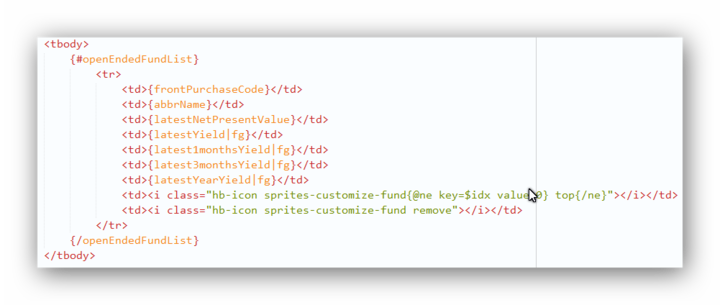 <tbody>
{#openEndedFundList}
<tr>
<td>{frontPurchaseCode}</td>
<td>{abbrName}</td>
<td>{latestNetPresentValue}</td>
<td>{latestYield|fg}</td>
<td>{latest1monthsYield|fg}</td>
<td>{latest3monthsYield|fg}</td>
<td>{latestYearYield|fg}</td>
<td><i class="hb-icon sprites-customize-fund{@ne key=$idx value 0} top{/ne}"></i></td>
<td><i class="hb-icon sprites-customize-fund remove"></i></td>
</tr>
{/openEndedFundList}
</tbody>